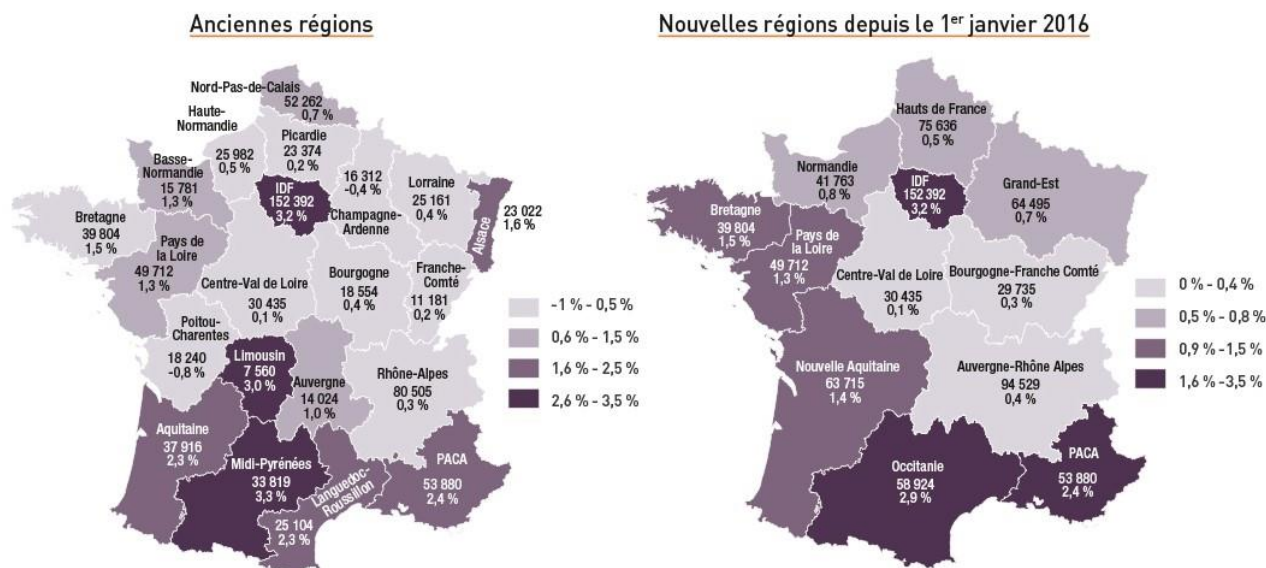 Anciennes régions
Nord-Pas-de-Calais
52 262
0,7 %
Haute-
Normandie
25 982
0,5 %
Picardie
23 374
0,2 %
Basse-
Normandie
15 781
1,3 %
IDF
152 392
3,2 %
16 312
-0,4 %
Champagne-
Ardenne
Lorraine
25 161
0,4 %
Alsace
23 022
1,6 %
Bretagne
39 804
1,5 %
Pays de
la Loire
49 712
1,3 %
Centre-Val de Loire
30 435
0,1 %
Bourgogne
18 554
0,4 %
Franche-
Comté
11 181
0,2 %
Poitou-
Charentes
18 240
-0,8 %
Limousin
7 560
3,0 %
Auvergne
14 024
1,0 %
Rhône-Alpes
80 505
0,3 %
Aquitaine
37 916
2,3 %
Midi-Pyrénées
33 819
3,3 %
Languedoc-
Roussillon
25 104
2,3 %
PACA
53 880
2,4 %
-1 % - 0,5 %
0,6 % - 1,5 %
1,6 % - 2,5 %
2,6 % - 3,5 %
Nouvelles régions depuis le 1er janvier 2016
Hauts de France
75 636
0,5 %
Normandie
41 763
0,8 %
IDF
152 392
3,2 %
Grand-Est
64 495
0,7 %
Bretagne
39 804
1,5 %
Pays de
la Loire
49 712
1,3 %
Centre-Val de Loire
30 435
0,1 %
Bourgogne-Franche Comté
29 735
0,3 %
Nouvelle Aquitaine
63 715
1,4 %
Auvergne-Rhône Alpes
94 529
0,4 %
Occitanie
58 924
2,9 %
PACA
53 880
2,4 %
0 % - 0,4 %
0,5 % - 0,8 %
0,9 % -1,5 %
1,6 % -3,5 %